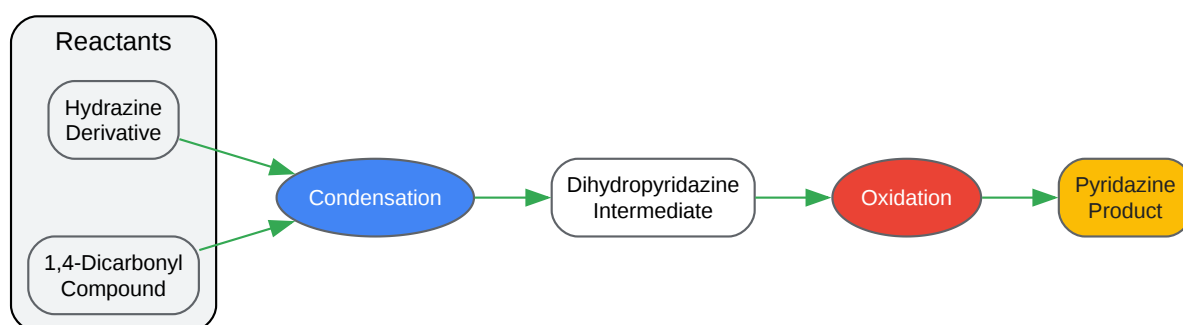 Reactants
Hydrazine
Derivative
1,4-Dicarbonyl
Compound
Condensation
Dihydropyridazine
Intermediate
Oxidation
Pyridazine
Product